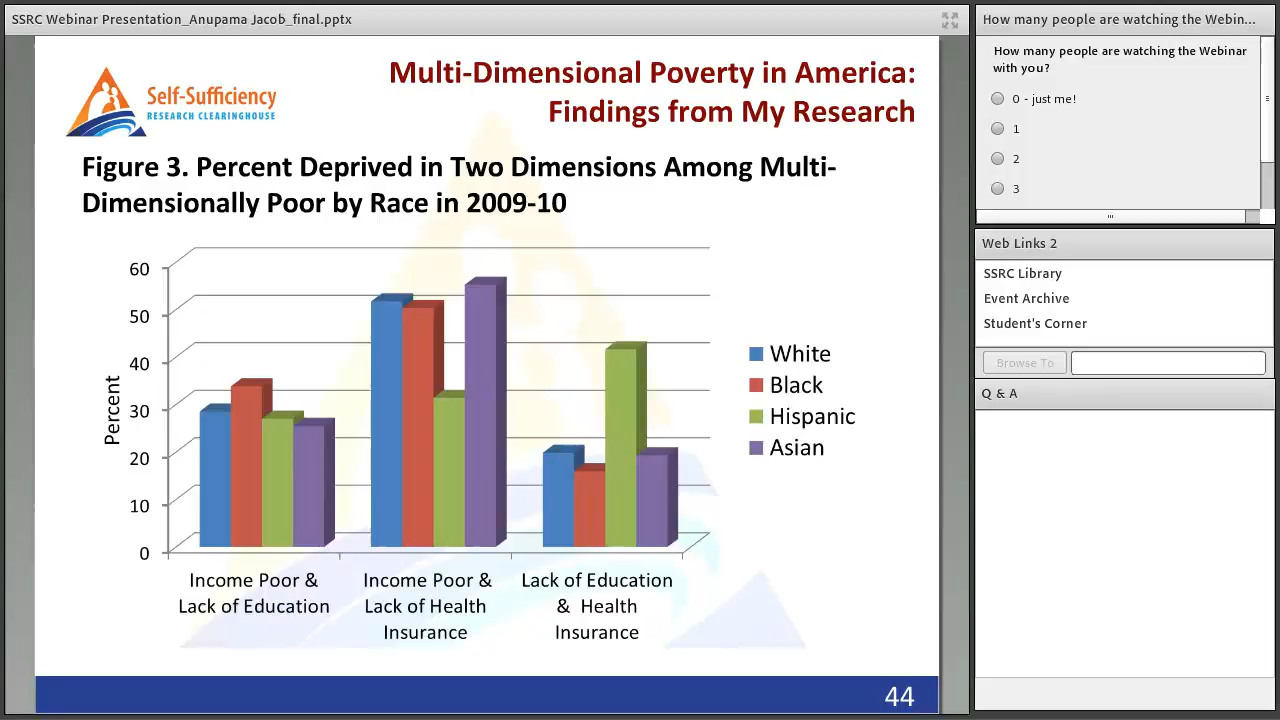 SSRC Webinar Presentation_Anupama Jacob_final.pptx
Self-Sufficiency
RESEARCH CLEARINGHOUSE
Multi-Dimensional Poverty in America:
Findings from My Research
Figure 3. Percent Deprived in Two Dimensions Among Multi-
Dimensionally Poor by Race in 2009-10
Percent
60
50
40
30
20
10
0
Income Poor &
Lack of Education
Income Poor &
Lack of Health
Insurance
Lack of Education
& Health
Insurance
White
Black
Hispanic
Asian
44
How many people are watching the Webin...
How many people are watching the Webinar
with you?
0 - just me!
1
2
3
Web Links 2
SSRC Library
Event Archive
Student's Corner
Browse To
Q & A